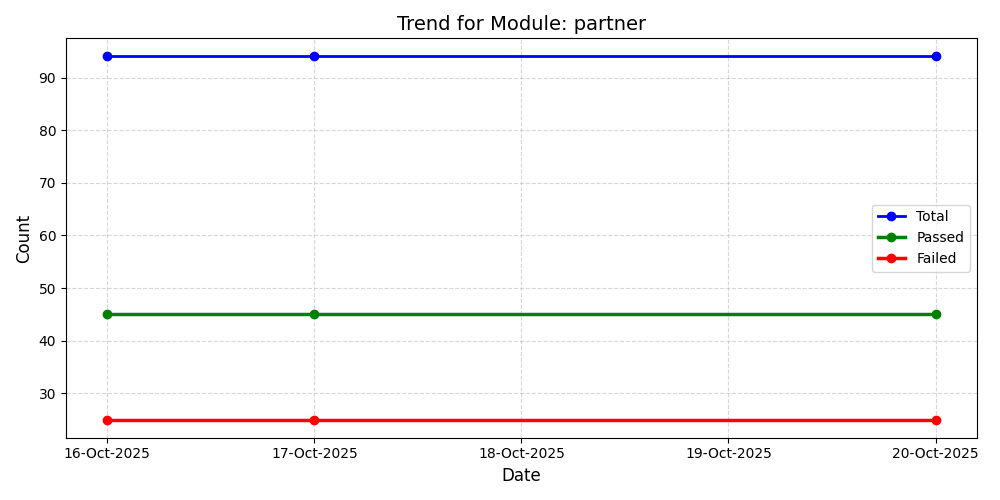 Trend for Module: partner
Count
90
80
70
60
50
40
30
Total
Passed
Failed
16-Oct-2025
17-Oct-2025
18-Oct-2025
19-Oct-2025
20-Oct-2025
Date